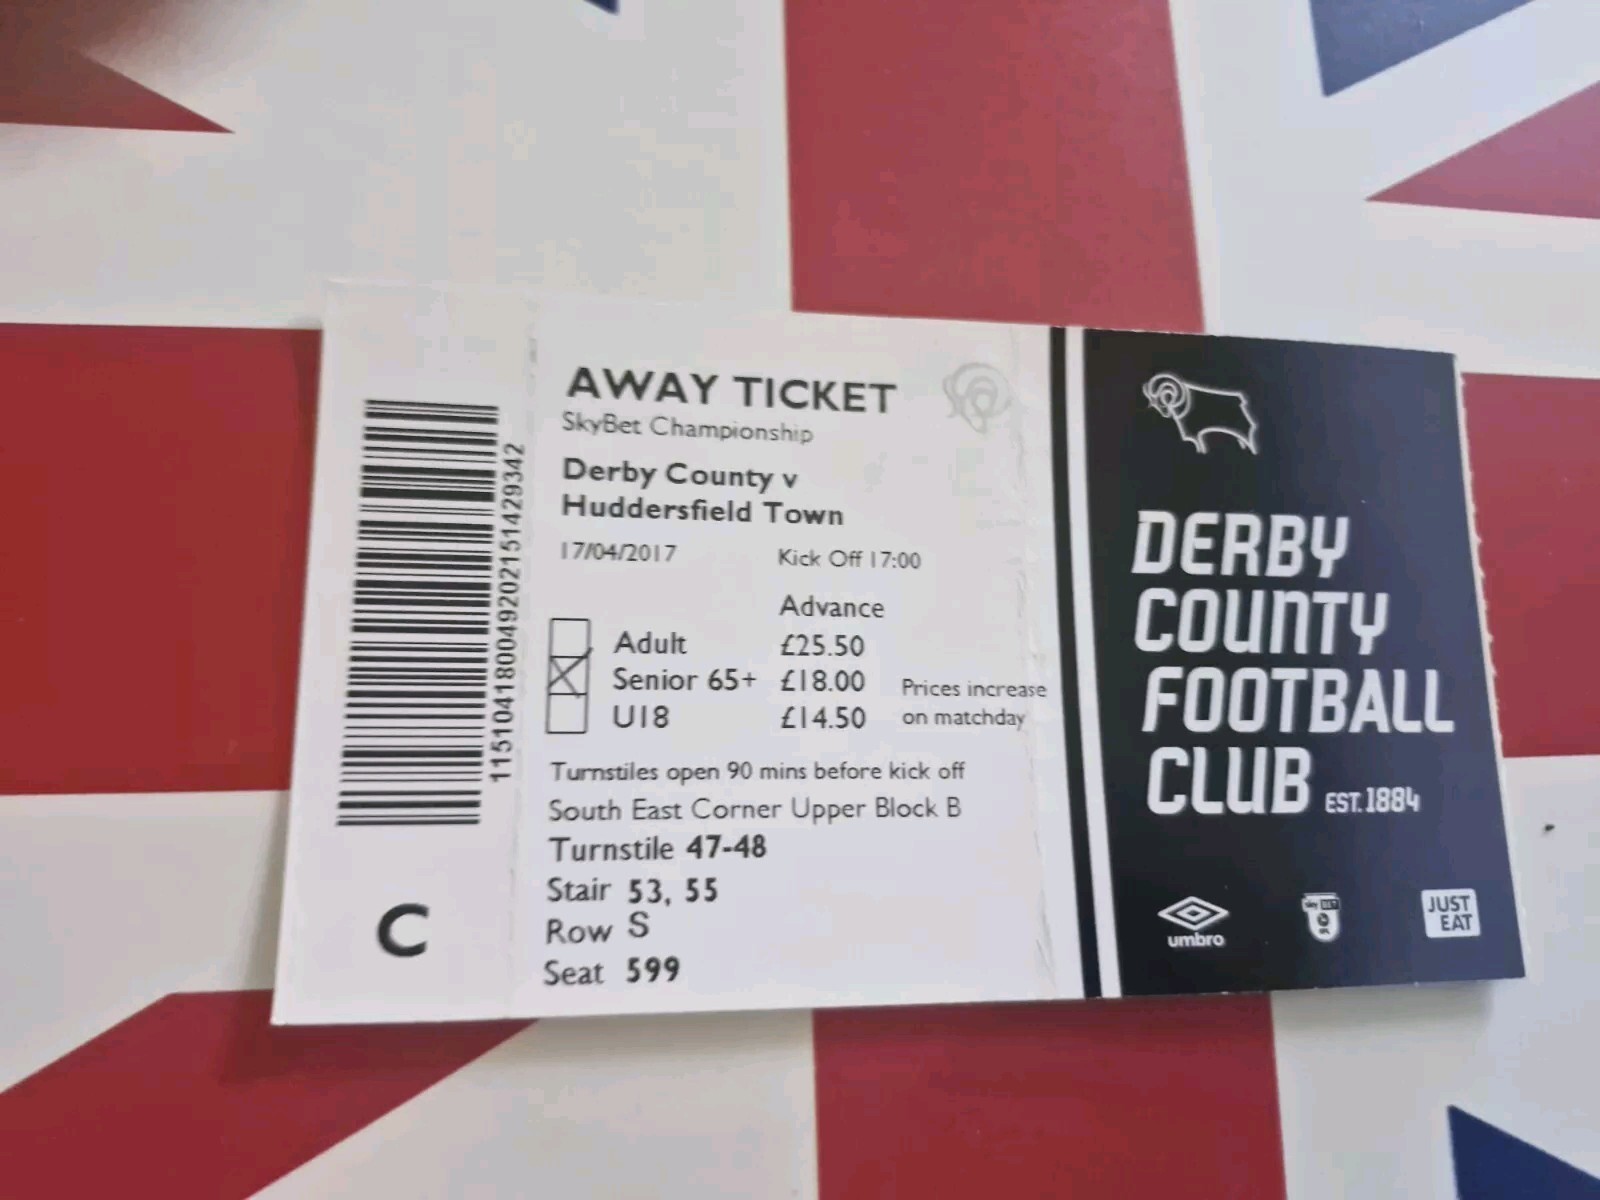 AWAY TICKET
SkyBet Championship
Derby County v
Huddersfield Town
17/04/2017 Kick Off 17:00
Advance
Adult £25.50
Senior 65+ £18.00
U18 £14.50
Prices increase
on matchday
Turnstiles open 90 mins before kick off
South East Corner Upper Block B
Turnstile 47-48
Stair 53, 55
Row S
Seat 599
115104180049202151429342
C
DERBY
COUNTY
FOOTBALL
CLUB EST. 1884
umbro
sky BET
JUST
EAT